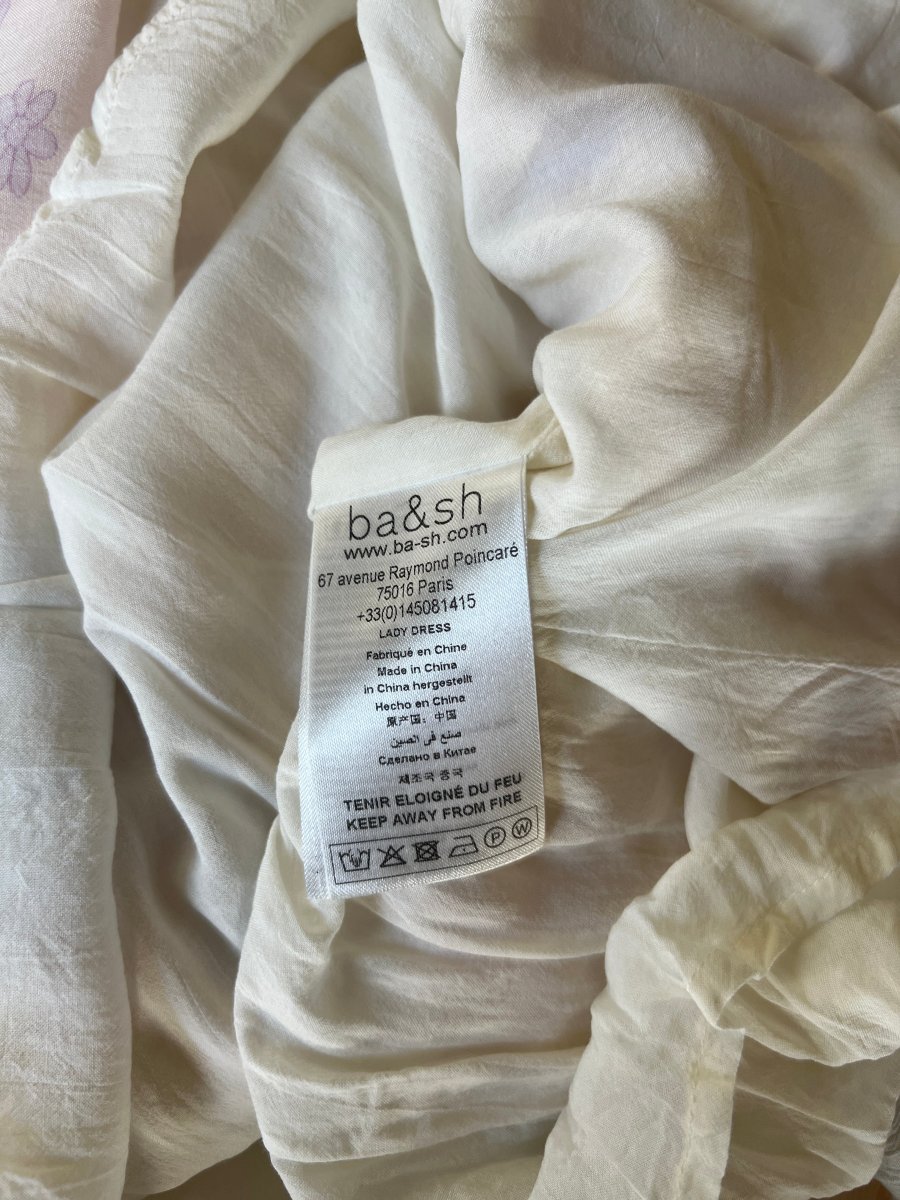 ba&sh
www.ba-sh.com
67 avenue Raymond Poincaré
75016 Paris
+33(0)145081415
LADY DRESS
Fabriqué en Chine
Made in China
in China hergestellt
Hecho en China
原产国：中国
صنع في الصين
Сделано в Китае
제조국 중국
TENIR ELOIGNÉ DU FEU
KEEP AWAY FROM FIRE
P W